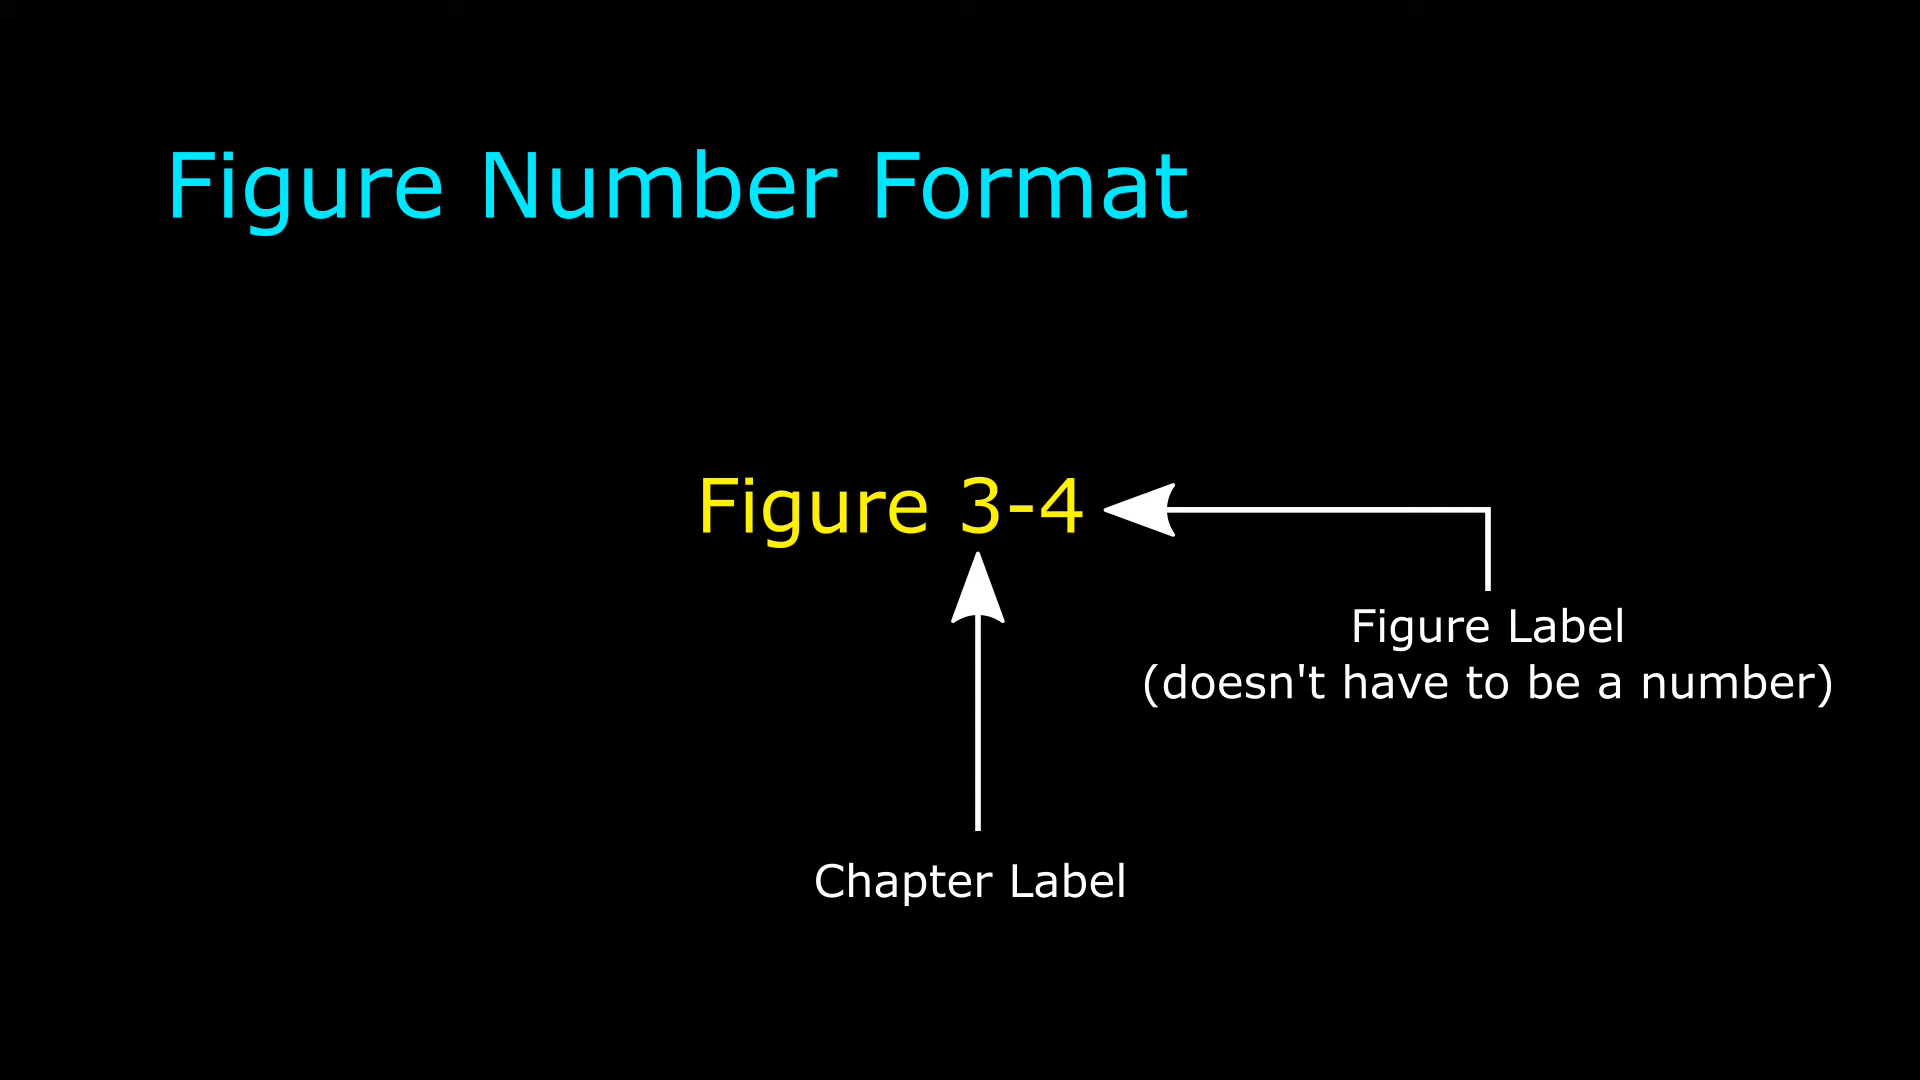 Figure Number Format
Figure 3-4
Figure Label
(doesn't have to be a number)
Chapter Label